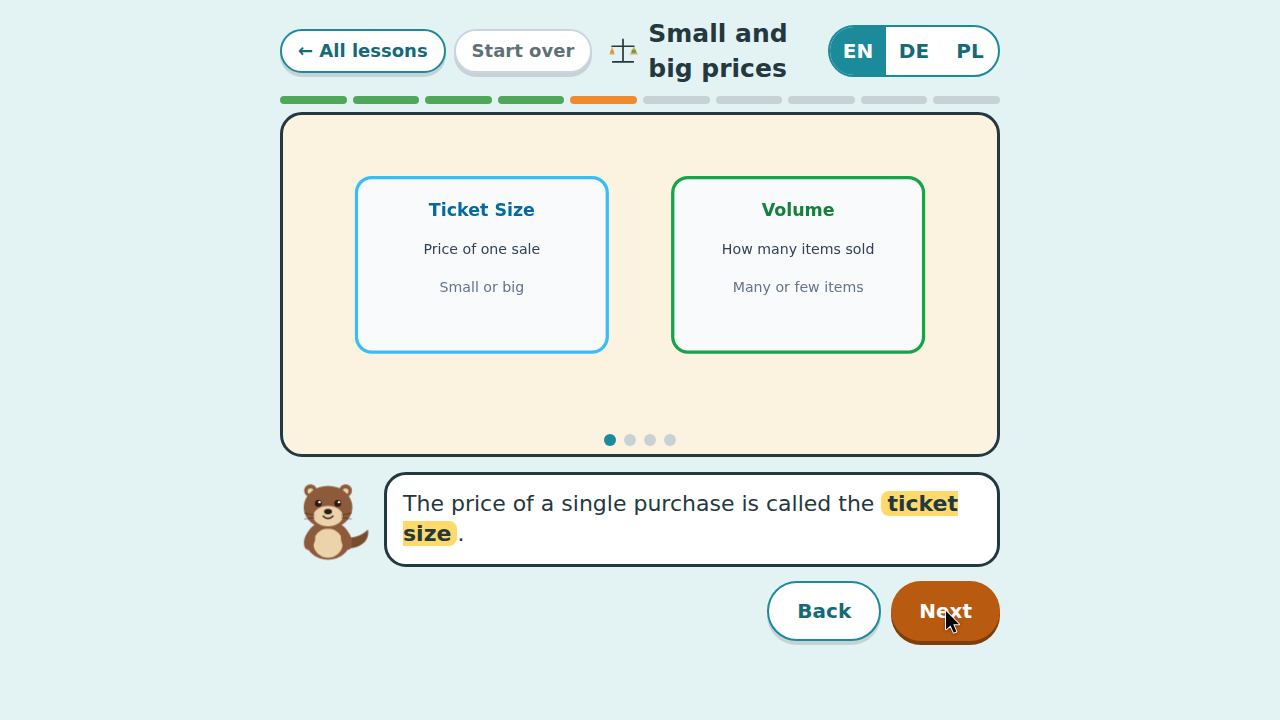 ← All lessons
Start over
Small and
big prices
EN
DE
PL
Ticket Size
Price of one sale
Small or big
Volume
How many items sold
Many or few items
The price of a single purchase is called the ticket
size.
Back
Next